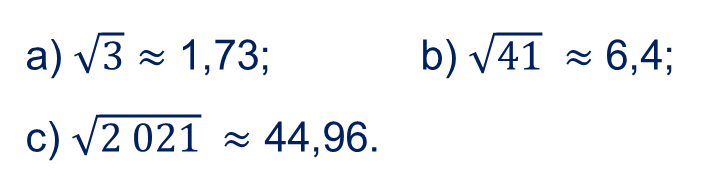 a) √3 ≈ 1,73; b) √41 ≈ 6,4;
c) √2 021 ≈ 44,96.